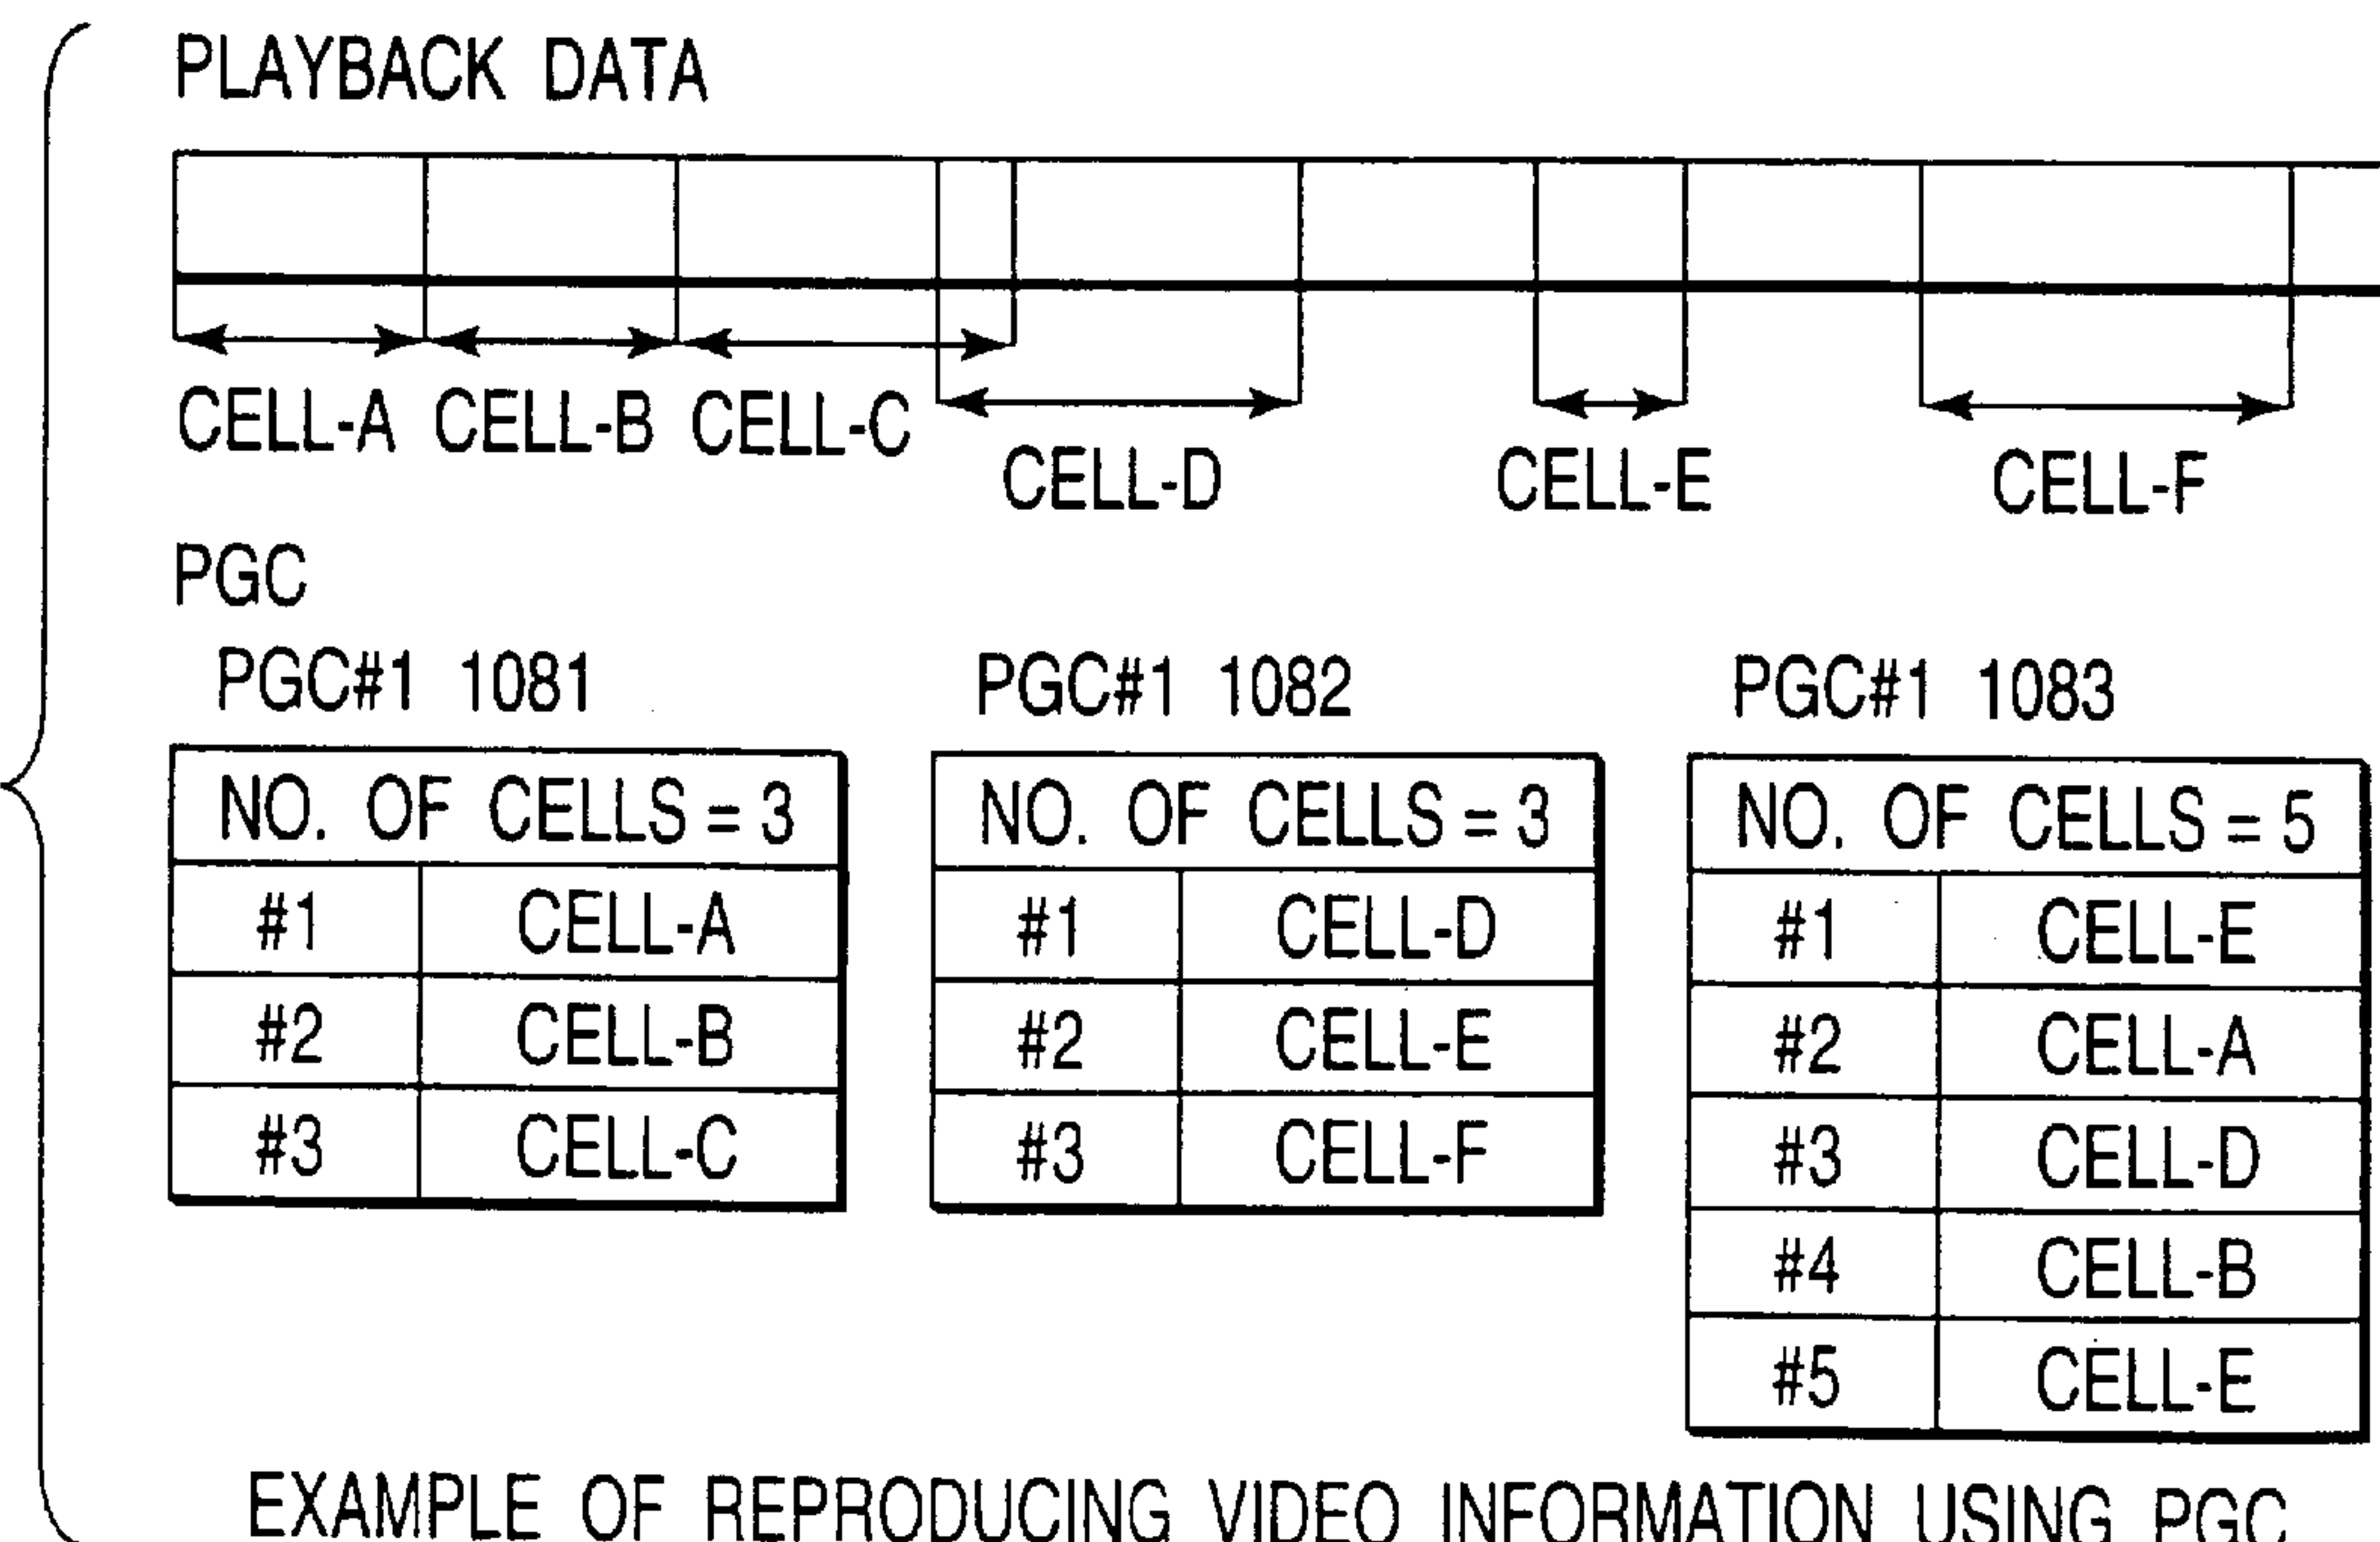 PLAYBACK DATA
CELL-A CELL-B CELL-C
CELL-D CELL-E CELL-F
PGC
PGC#1 1081
NO. OF CELLS = 3
#1 CELL-A
#2 CELL-B
#3 CELL-C
PGC#1 1082
NO. OF CELLS = 3
#1 CELL-D
#2 CELL-E
#3 CELL-F
PGC#1 1083
NO. OF CELLS = 5
#1 CELL-E
#2 CELL-A
#3 CELL-D
#4 CELL-B
#5 CELL-E
EXAMPLE OF REPRODUCING VIDEO INFORMATION USING PGC